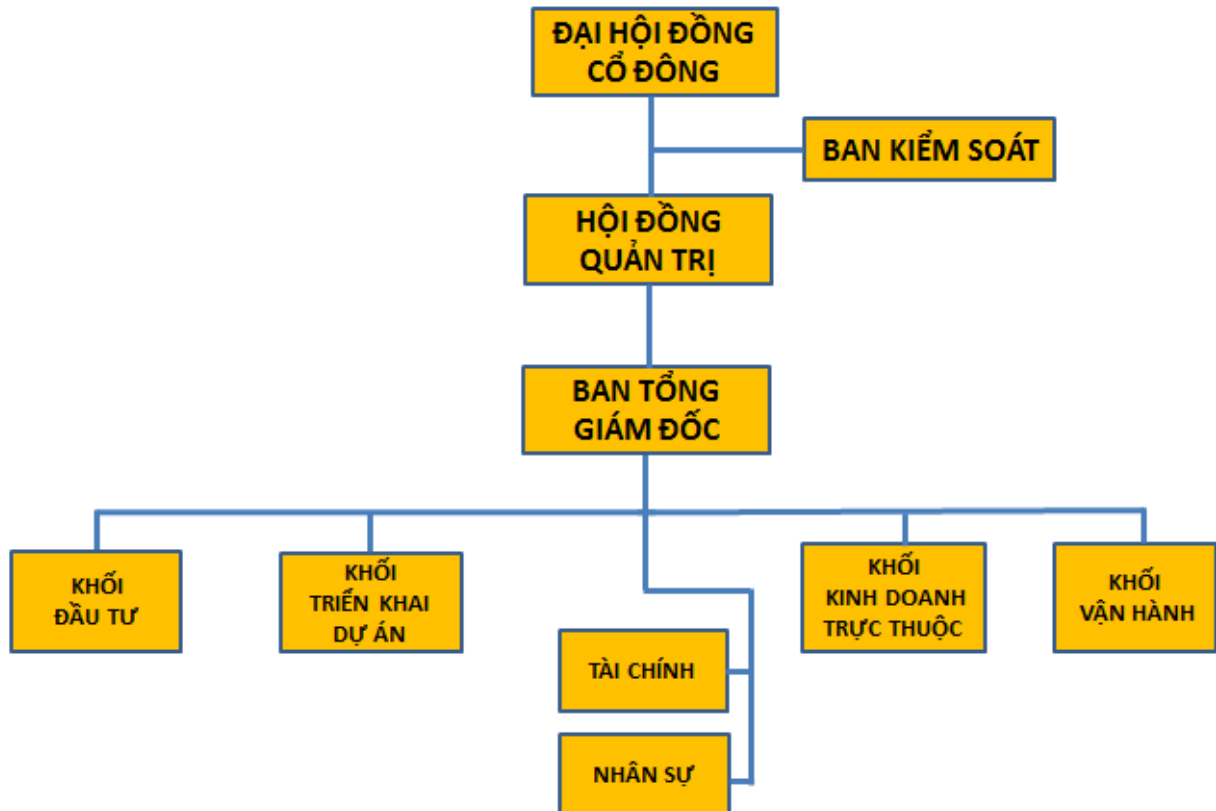 ĐẠI HỘI ĐỒNG
CỔ ĐÔNG
BAN KIỂM SOÁT
HỘI ĐỒNG
QUẢN TRỊ
BAN TỔNG
GIÁM ĐỐC
KHỐI
ĐẦU TƯ
KHỐI
TRIỂN KHAI
DỰ ÁN
KHỐI
KINH DOANH
TRỰC THUỘC
KHỐI
VẬN HÀNH
TÀI CHÍNH
NHÂN SỰ